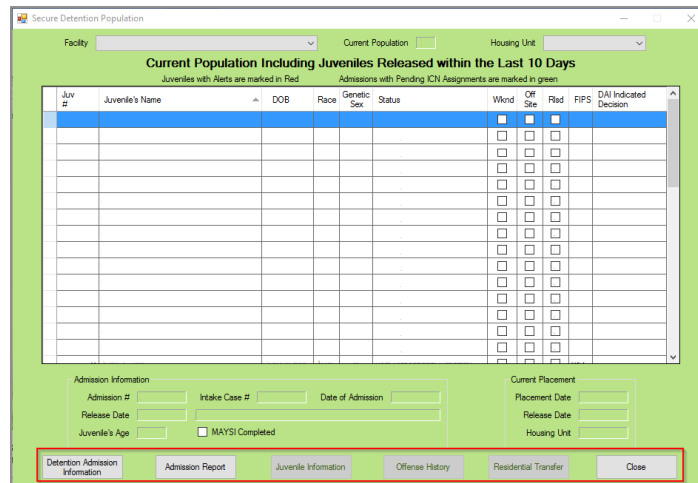 Secure Detention Population
Facility Current Population Housing Unit
Current Population Including Juveniles Released within the Last 10 Days
Juveniles with Alerts are marked in Red Admissions with Pending ICN Assignments are marked in green
Juv # Juvenile's Name DOB Race Genetic Sex Status Wknd Off Site Rlsd FIPS DAI Indicated Decision
Admission Information Current Placement
Admission # Intake Case # Date of Admission Placement Date
Release Date Release Date
Juvenile's Age MAYSI Completed Housing Unit
Detention Admission Information Admission Report Juvenile Information Offense History Residential Transfer Close